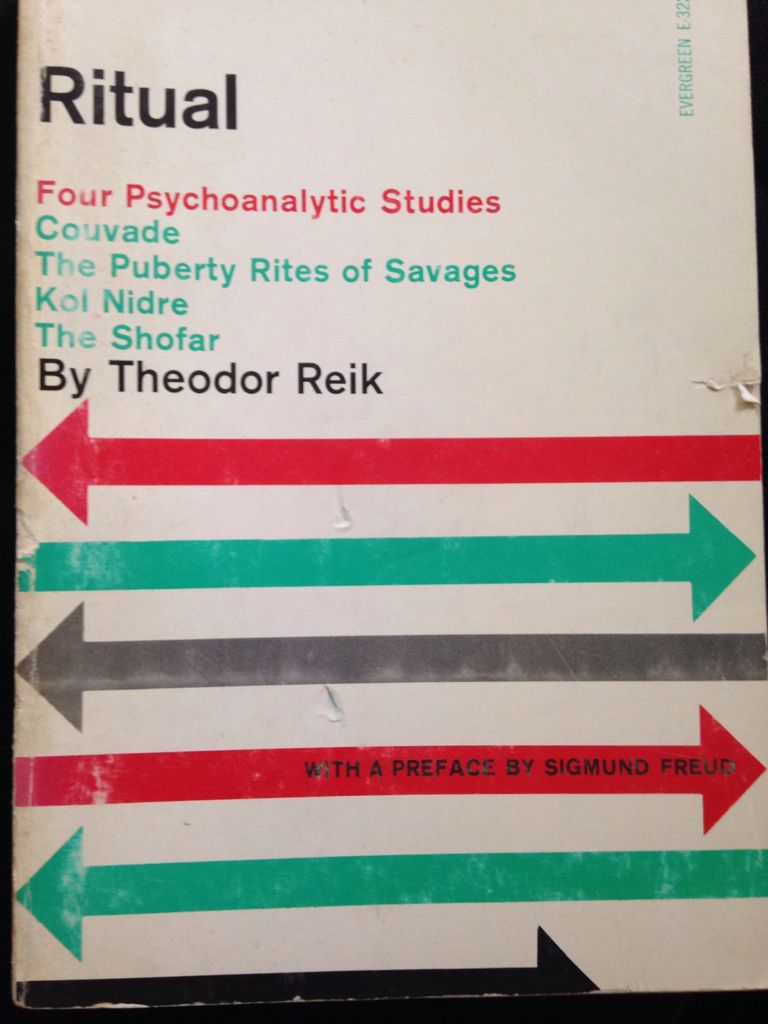 EVERGREEN
Ritual
Four Psychoanalytic Studies
Couvade
The Puberty Rites of Savages
Kol Nidre
The Shofar
By Theodor Reik
WITH A PREFACE BY SIGMUND FREUD